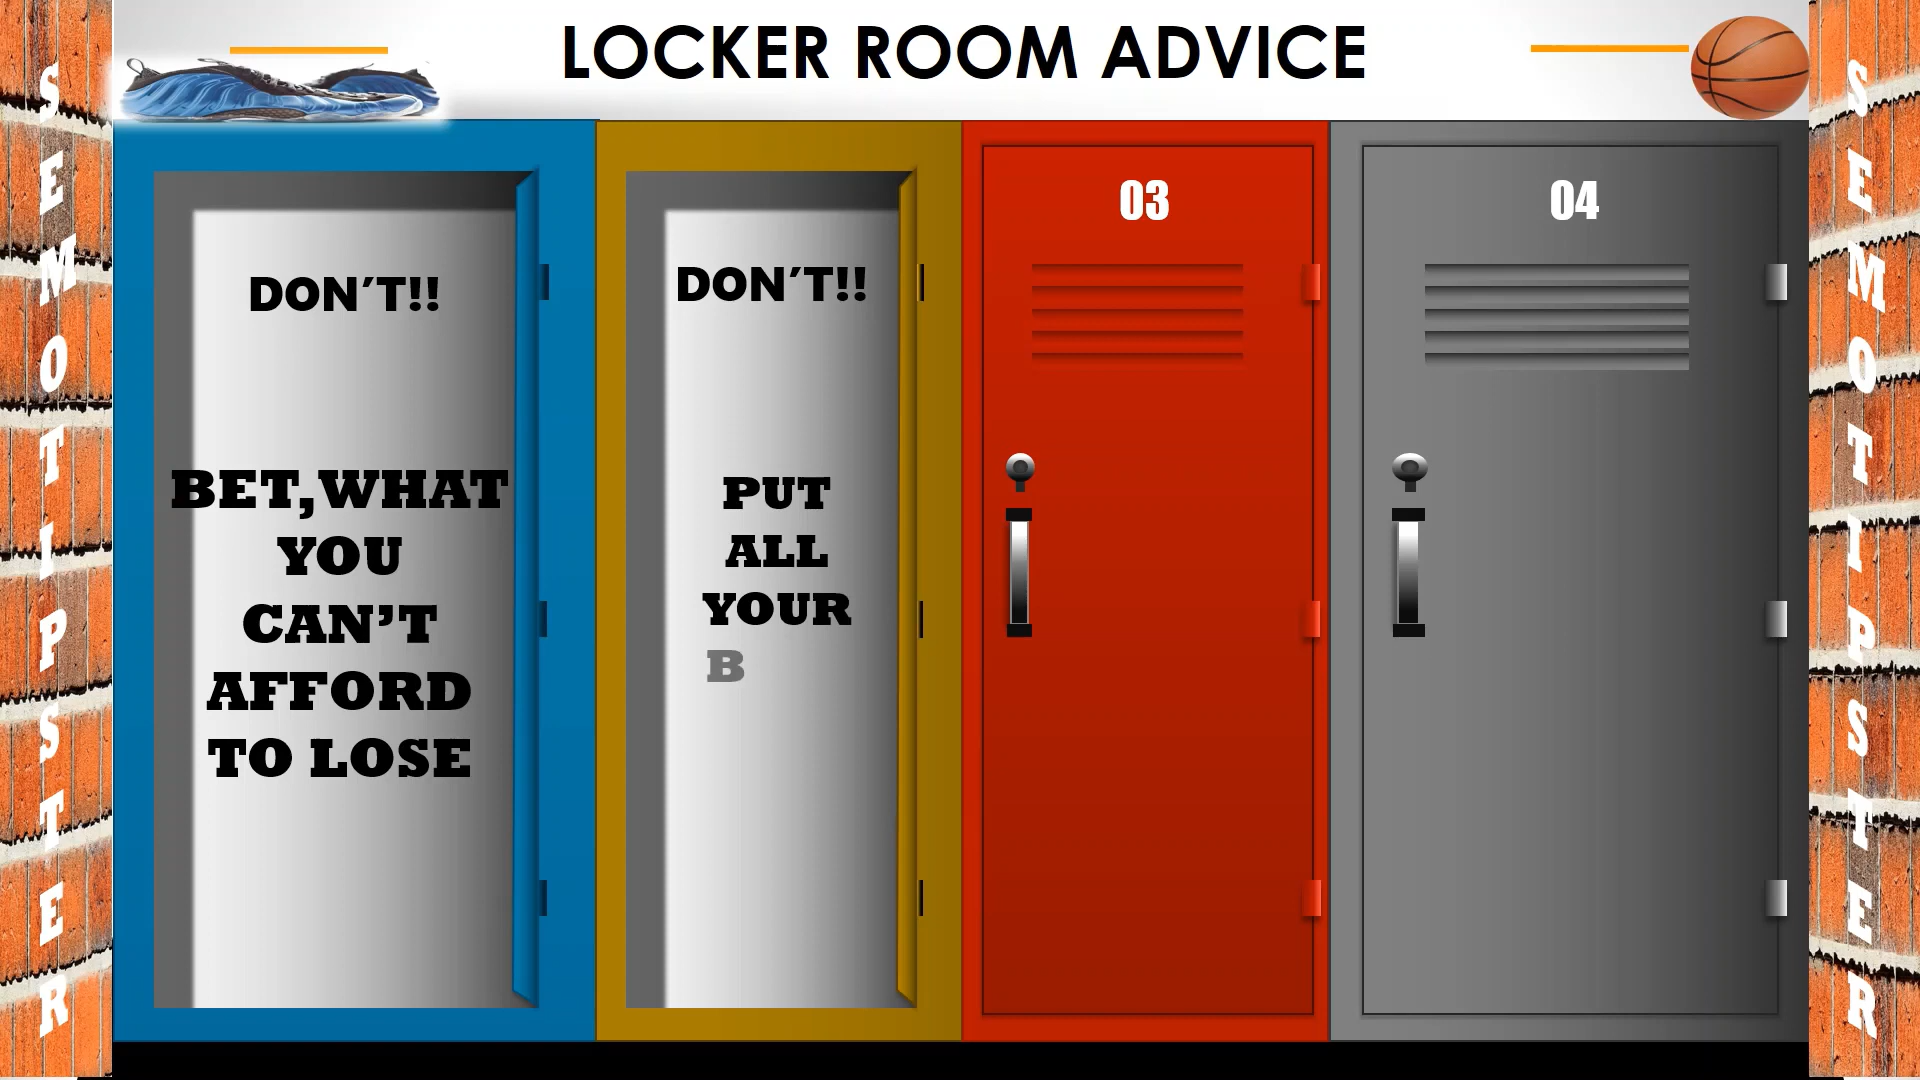 LOCKER ROOM ADVICE
SEMOTIPSTER
DON'T!!
BET,WHAT
YOU
CAN'T
AFFORD
TO LOSE
DON'T!!
PUT
ALL
YOUR
B
03
04
SEMOTIPSTER